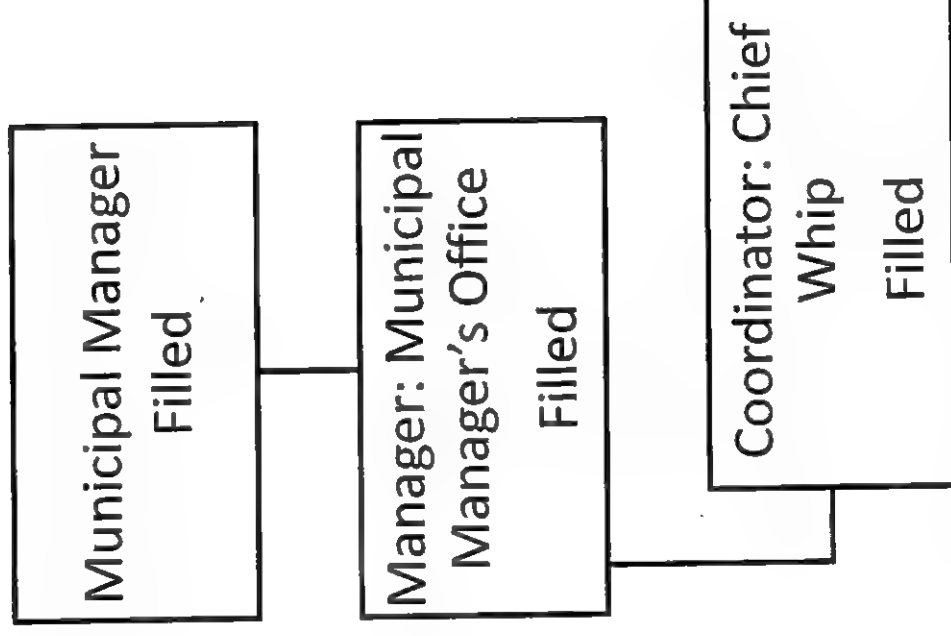 Municipal Manager
Filled
Manager: Municipal
Manager's Office
Filled
Coordinator: Chief
Whip
Filled